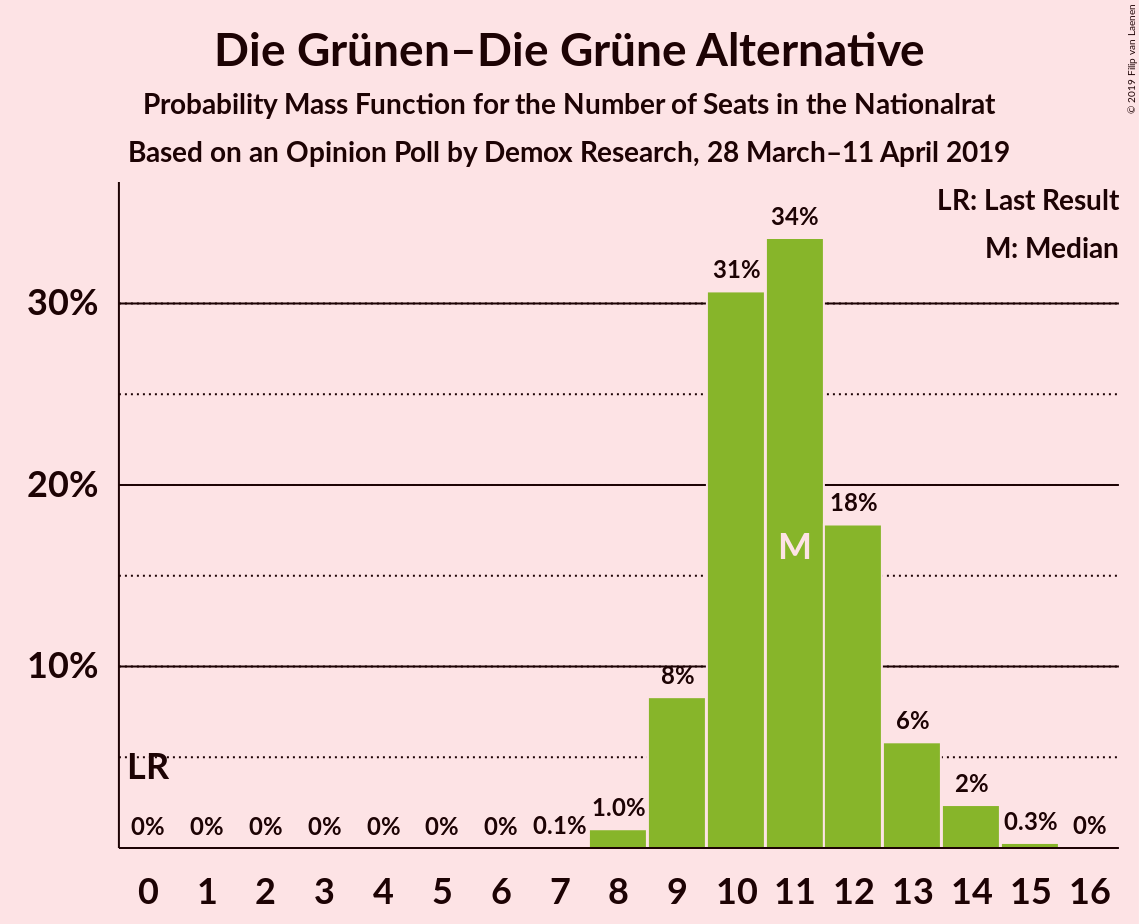 Die Grünen–Die Grüne Alternative
Probability Mass Function for the Number of Seats in the Nationalrat
Based on an Opinion Poll by Demox Research, 28 March–11 April 2019
© 2019 Filip van Laenen
LR: Last Result
M: Median
34%
31%
30%
20%
18%
M
10%
8%
6%
LR
2%
1.0%
0% 0% 0% 0% 0% 0% 0% 0.1% 0.3% 0%
0 1 2 3 4 5 6 7 8 9 10 11 12 13 14 15 16